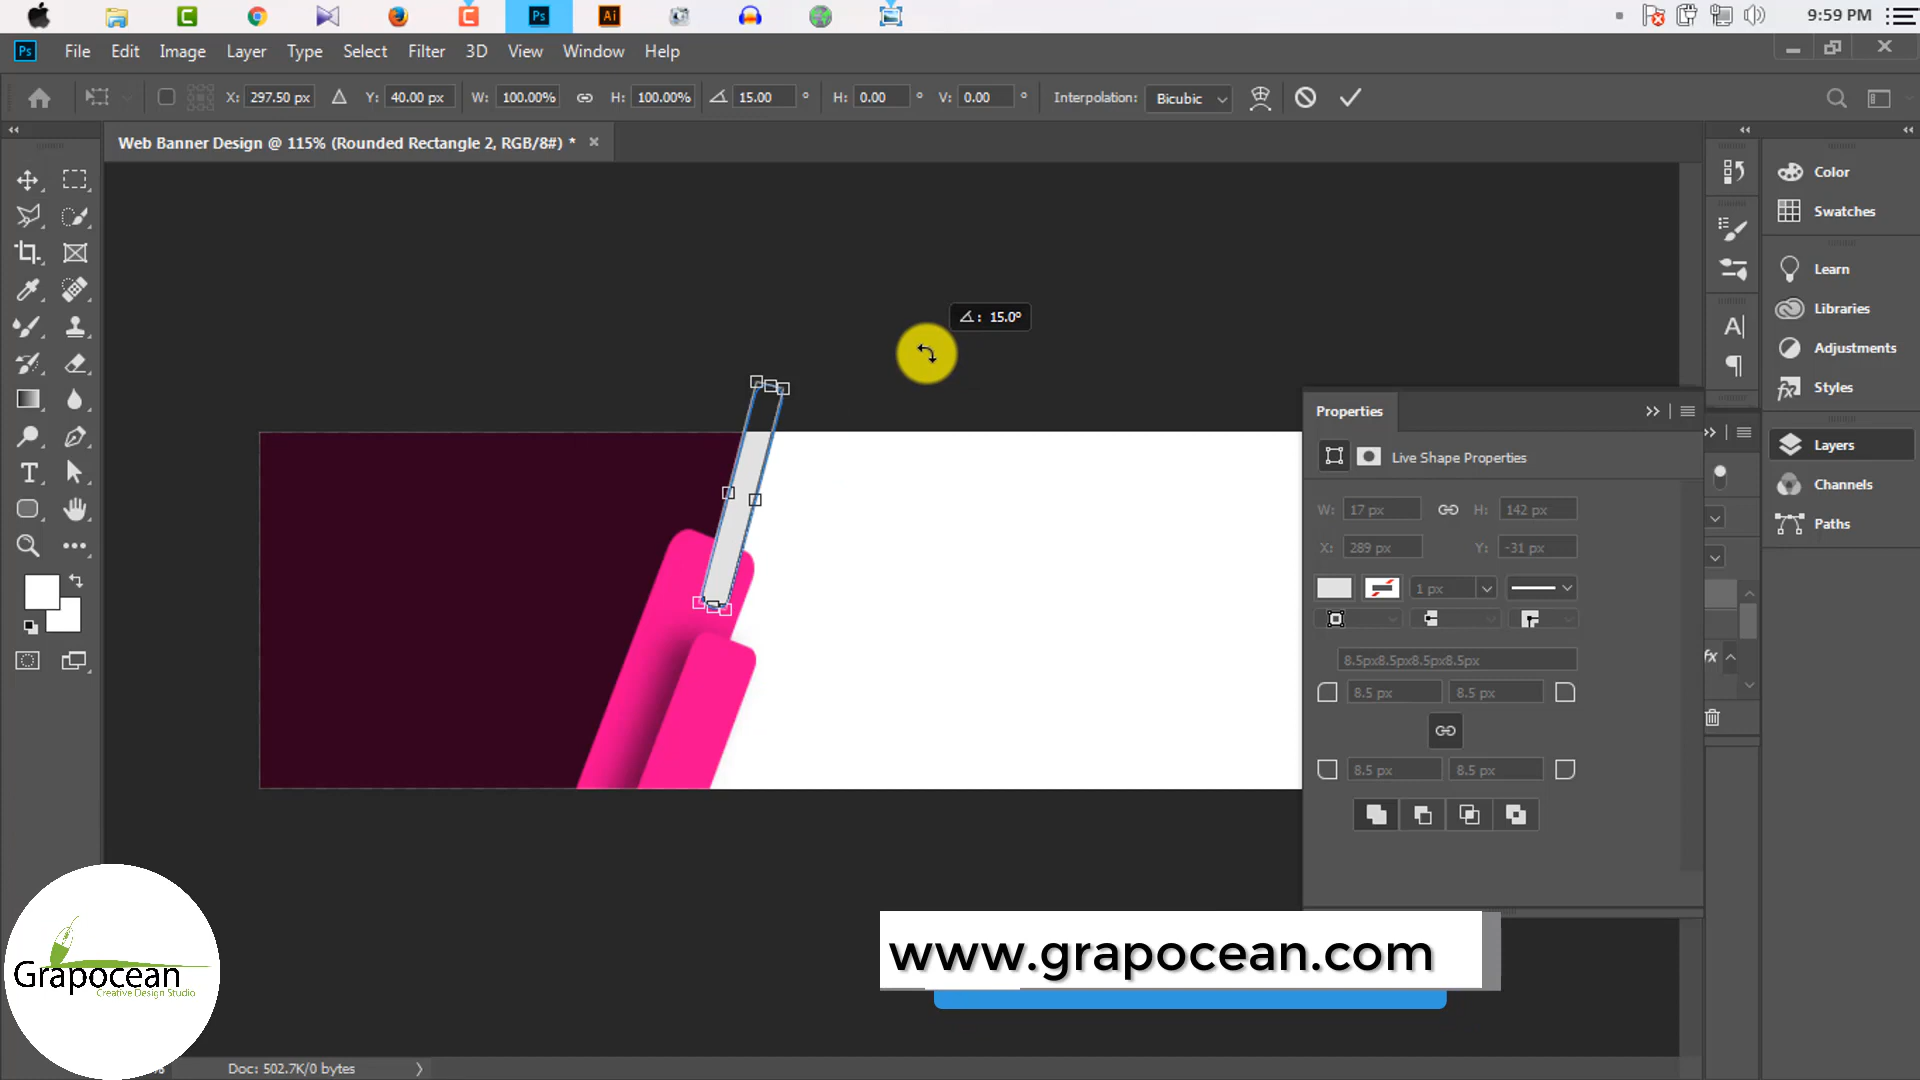 9:59 PM
Ps File Edit Image Layer Type Select Filter 3D View Window Help
X: 297.50 px Y: 40.00 px W: 100.00% H: 100.00% 15.00 ° H: 0.00 ° V: 0.00 ° Interpolation: Bicubic
Web Banner Design @ 115% (Rounded Rectangle 2, RGB/8#) *
Color
Swatches
Learn
Libraries
Adjustments
Styles
Layers
Channels
Paths
: 15.0°
Properties
Live Shape Properties
W: 17 px H: 142 px
X: 289 px Y: -31 px
1 px
8.5px8.5px8.5px8.5px
8.5 px 8.5 px
8.5 px 8.5 px
fx
www.grapocean.com
Grapocean
Creative Design Studio
Doc: 502.7K/0 bytes